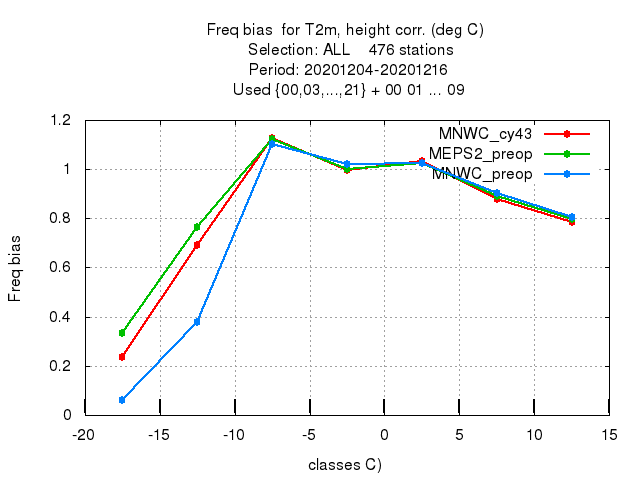 Freq bias  for T2m, height corr. (deg C)
Selection: ALL    476 stations
Period: 20201204-20201216
Used {00,03,...,21} + 00 01 ... 09
MNWC_cy43
MEPS2_preop
MNWC_preop
Freq bias
1.2
1
0.8
0.6
0.4
0.2
0
-20 -15 -10 -5 0 5 10 15
classes C)